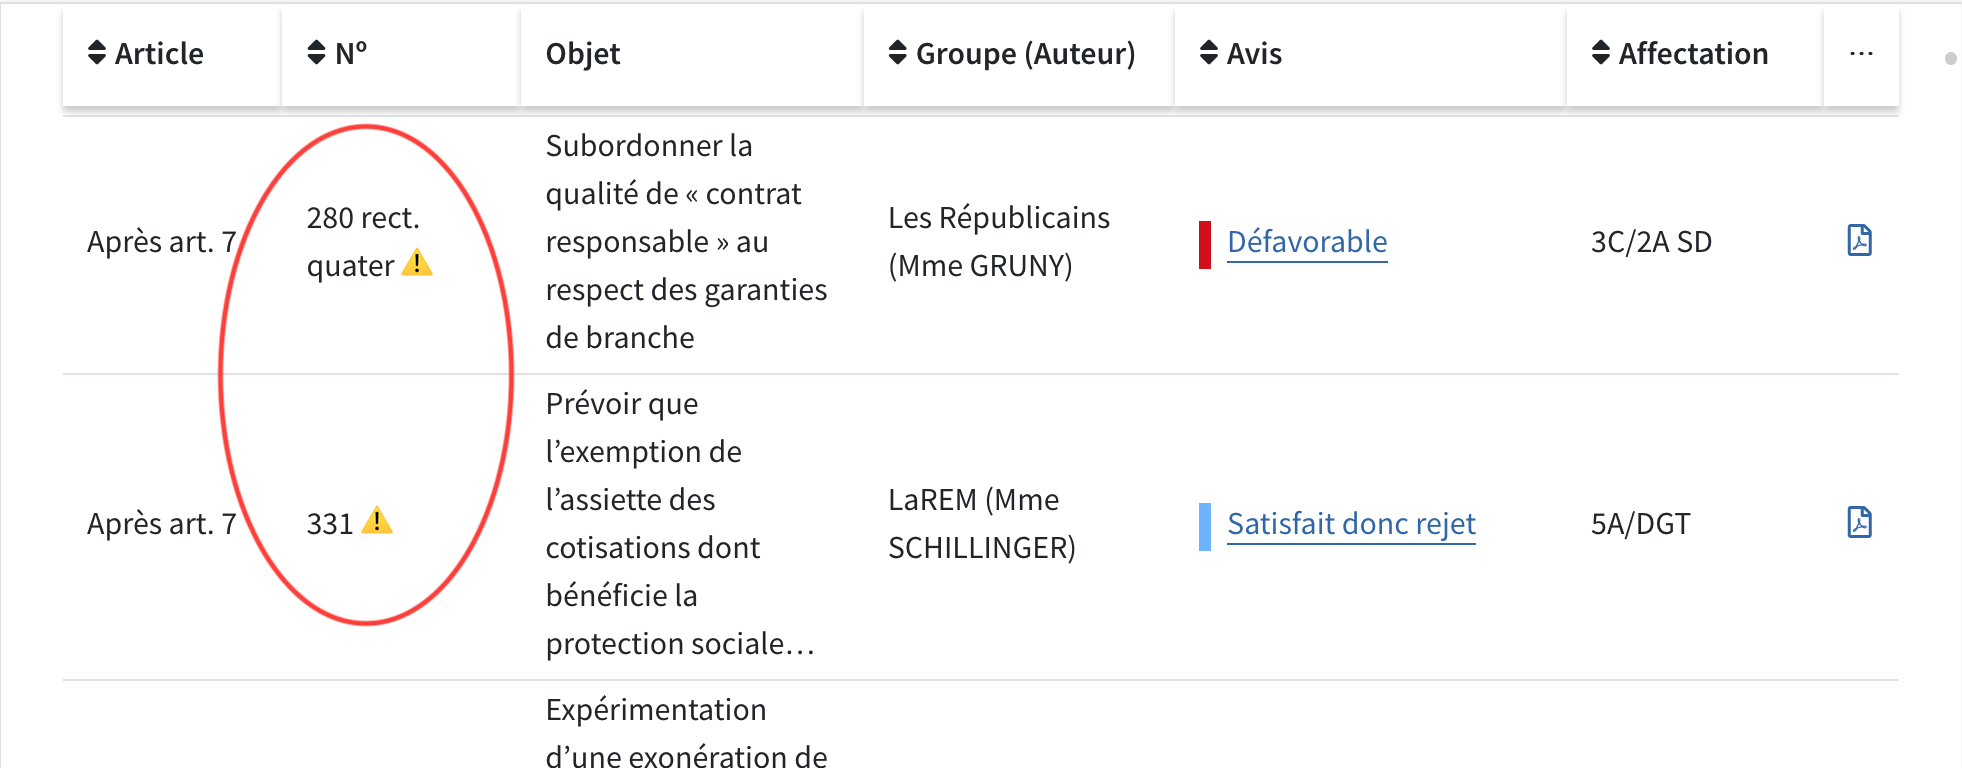 Article Nº Objet Groupe (Auteur) Avis Affectation ...
Subordonner la
qualité de « contrat
responsable » au
respect des garanties
de branche
Après art. 7
280 rect.
quater
Les Républicains
(Mme GRUNY)
Défavorable
3C/2A SD
Prévoir que
l’exemption de
l’assiette des
cotisations dont
bénéficie la
protection sociale…
Après art. 7
331
LaREM (Mme
SCHILLINGER)
Satisfait donc rejet
5A/DGT
Expérimentation
d’une exonération de